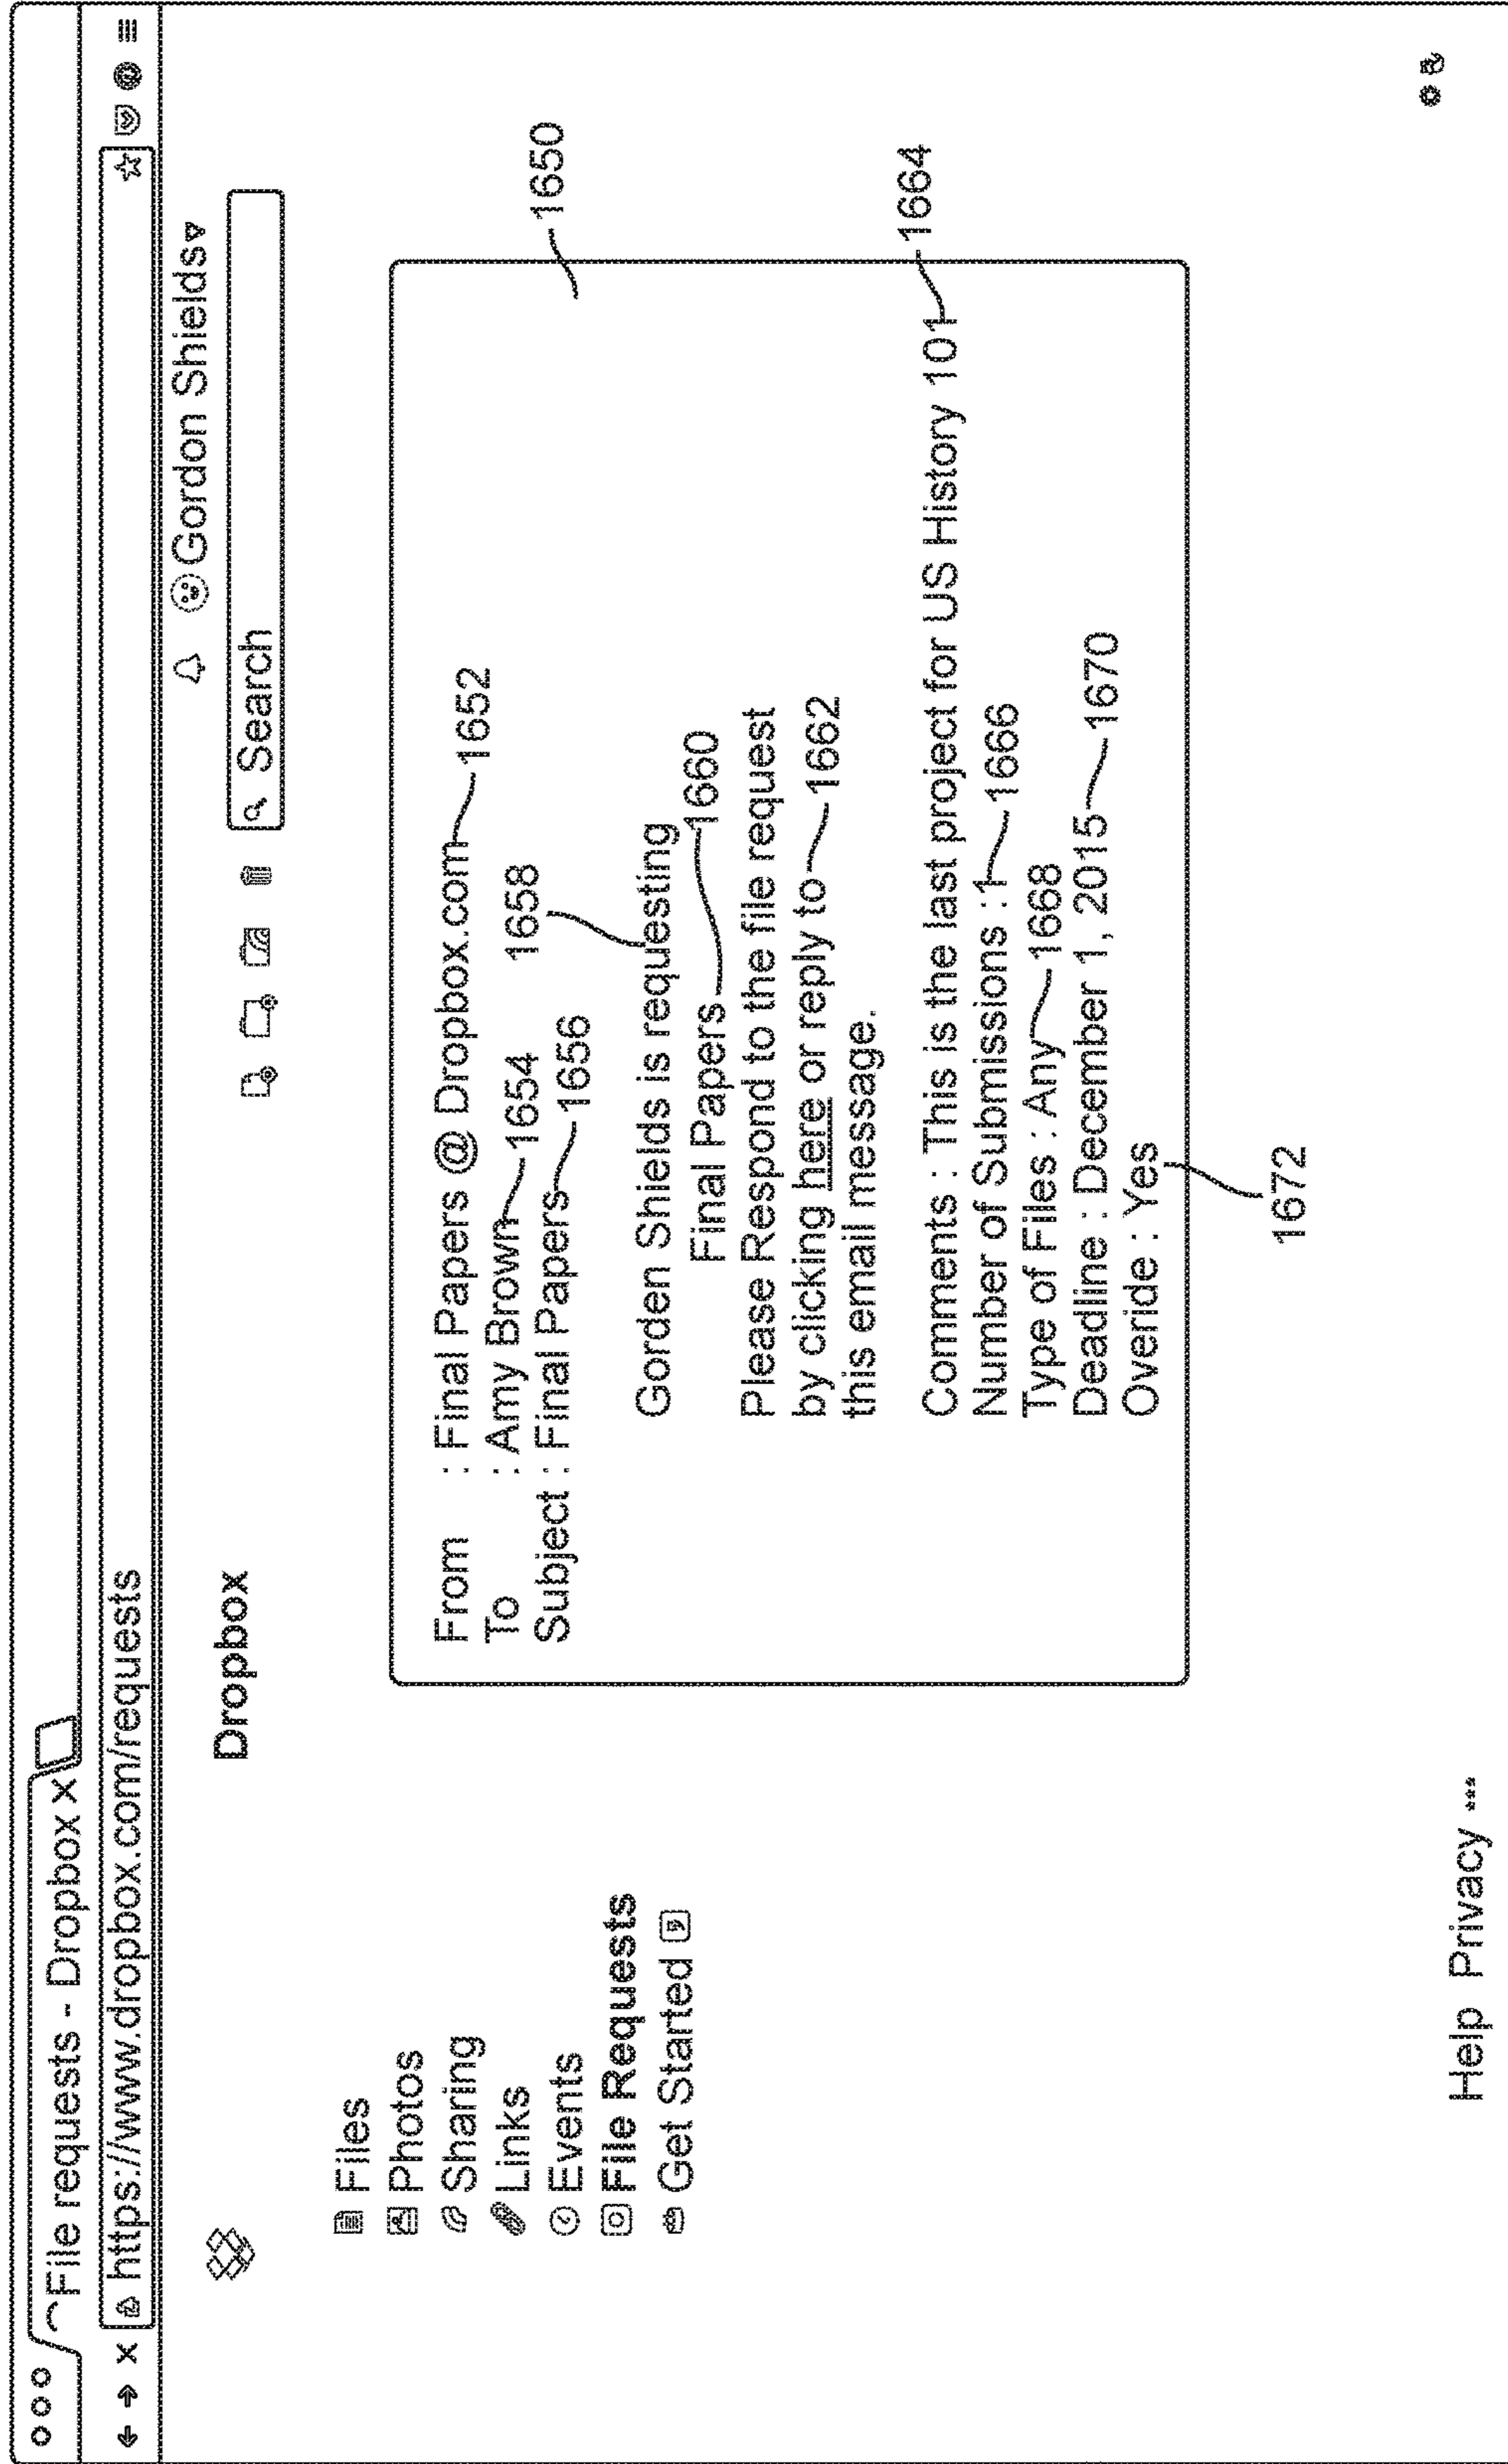 File requests - Dropbox x
https://www.dropbox.com/requests
Gordon Shields
Dropbox
Search
Files
Photos
Sharing
Links
Events
File Requests
Get Started
From : Final Papers @ Dropbox.com 1652
To : Amy Brown 1654
1658
Subject : Final Papers 1656
1650
Gorden Shields is requesting
Final Papers 1660
Please Respond to the file request
by clicking here or reply to 1662
this email message.
Comments : This is the last project for US History 101 1664
Number of Submissions : 1 1666
Type of Files : Any 1668
Deadline : December 1, 2015 1670
Overide : Yes
1672
Help Privacy •••